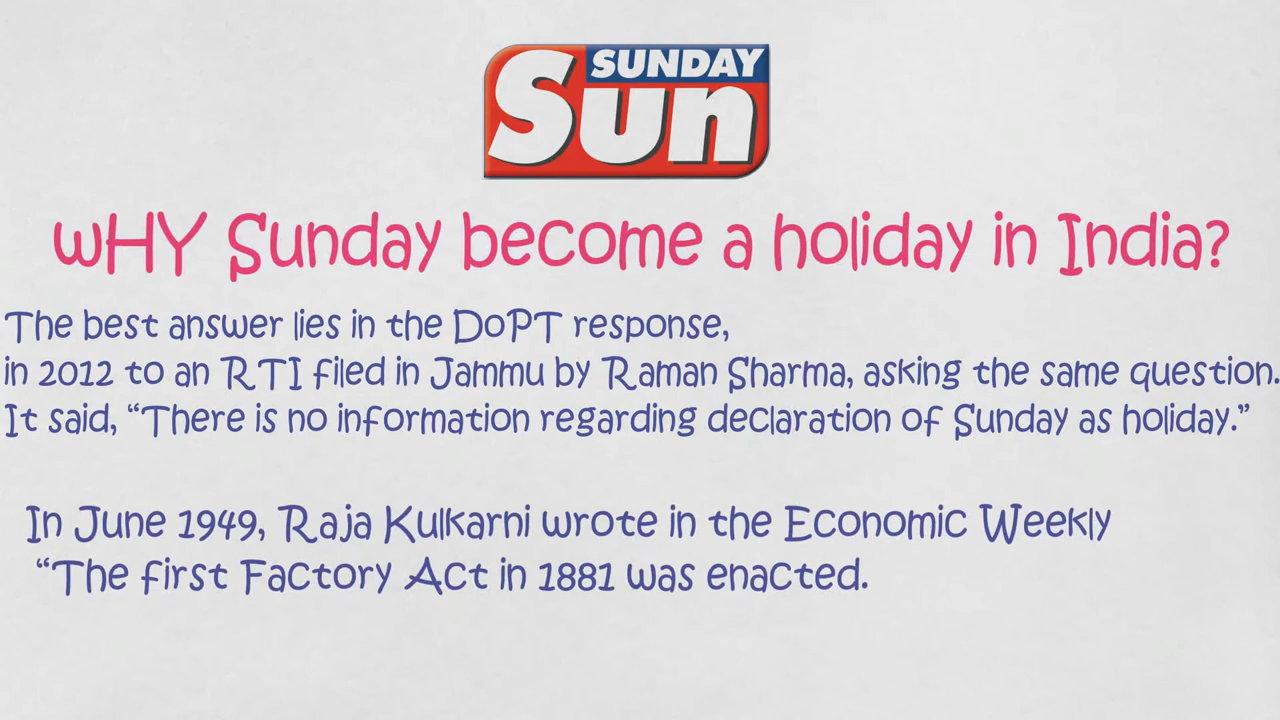 SUNDAY
Sun
wHY Sunday become a holiday in India?
The best answer lies in the DoPT response,
in 2012 to an RTI filed in Jammu by Raman Sharma, asking the same question.
It said, “There is no information regarding declaration of Sunday as holiday.”
In June 1949, Raja Kulkarni wrote in the Economic Weekly
“The first Factory Act in 1881 was enacted.